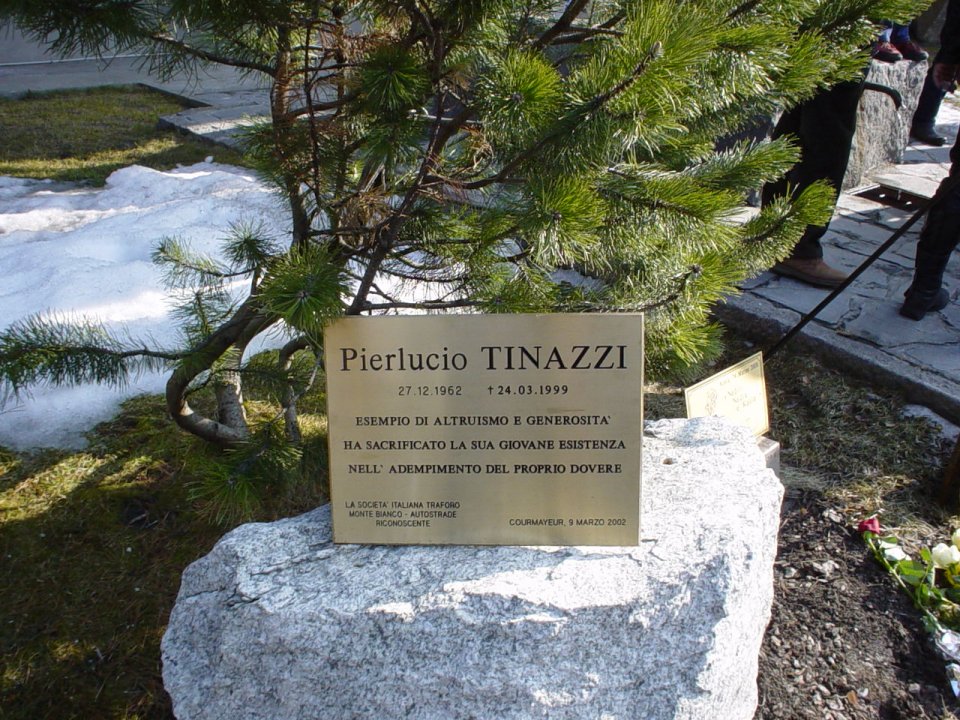 Pierlucio TINAZZI
27.12.1962 †24.03.1999
ESEMPIO DI ALTRUISMO E GENEROSITA'
HA SACRIFICATO LA SUA GIOVANE ESISTENZA
NELL' ADEMPIMENTO DEL PROPRIO DOVERE
LA SOCIETA' ITALIANA TRAFORO
MONTE BIANCO - AUTOSTRADE
RICONOSCENTE
COURMAYEUR, 9 MARZO 2002